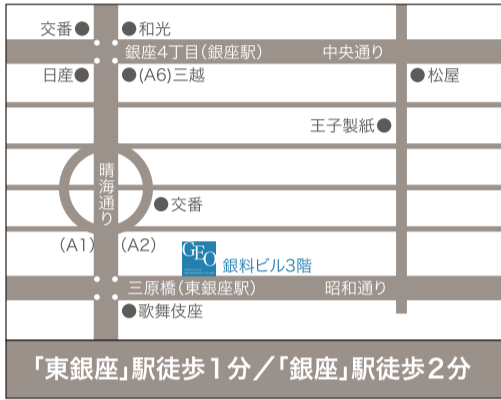 交番● ●和光
銀座4丁目(銀座駅) 中央通り
日産● ●(A6)三越 ●松屋
王子製紙●
晴海通り
●交番
(A1) (A2)
GEO
銀料ビル3階
三原橋(東銀座駅) 昭和通り
●歌舞伎座
「東銀座」駅徒歩1分／「銀座」駅徒歩2分